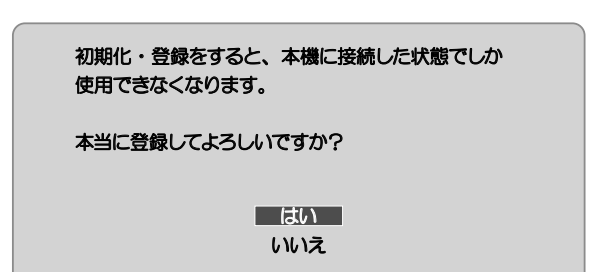 初期化・登録をすると、本機に接続した状態でしか
使用できなくなります。
本当に登録してよろしいですか？
はい
いいえ